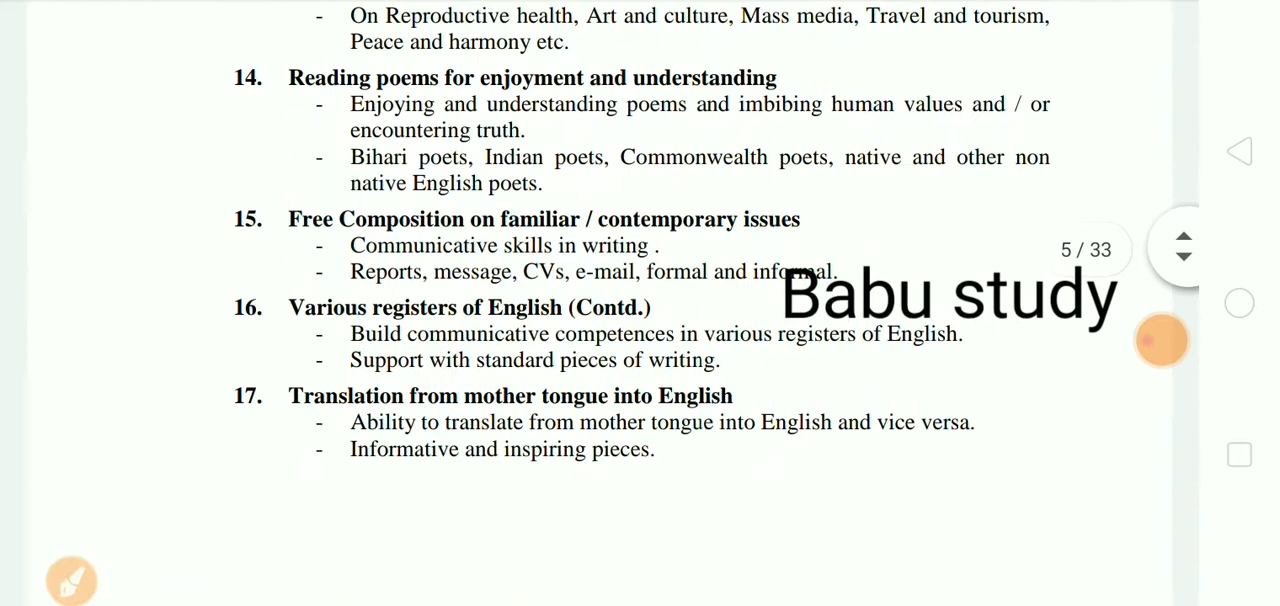 - On Reproductive health, Art and culture, Mass media, Travel and tourism,
Peace and harmony etc.
14. Reading poems for enjoyment and understanding
- Enjoying and understanding poems and imbibing human values and / or
encountering truth.
- Bihari poets, Indian poets, Commonwealth poets, native and other non
native English poets.
15. Free Composition on familiar / contemporary issues
- Communicative skills in writing .
5 / 33
- Reports, message, CVs, e-mail, formal and informal.
Babu study
16. Various registers of English (Contd.)
- Build communicative competences in various registers of English.
- Support with standard pieces of writing.
17. Translation from mother tongue into English
- Ability to translate from mother tongue into English and vice versa.
- Informative and inspiring pieces.